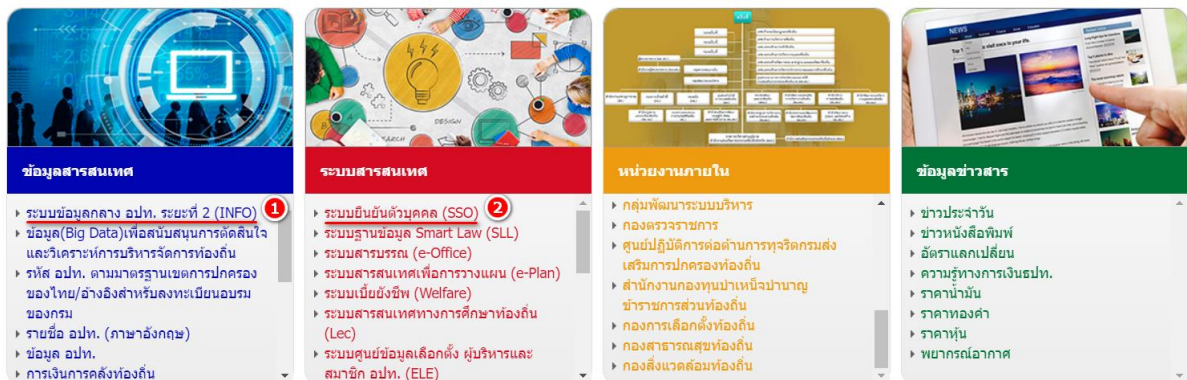 NEWS
SEARCH
DESIGN
ข้อมูลสารสนเทศ
ระบบข้อมูลกลาง อปท. ระยะที่ 2 (INFO)
1
ข้อมูล(Big Data)เพื่อสนับสนุนการตัดสินใจ
และวิเคราะห์การบริหารจัดการท้องถิ่น
รหัส อปท. ตามมาตรฐานเขตการปกครอง
ของไทย/อ้างอิงสำหรับลงทะเบียนอบรม
ของกรม
รายชื่อ อปท. (ภาษาอังกฤษ)
ข้อมูล อปท.
การเงินการคลังท้องถิ่น
ระบบสารสนเทศ
ระบบยืนยันตัวบุคคล (SSO)
2
ระบบฐานข้อมูล Smart Law (SLL)
ระบบสารบรรณ (e-Office)
ระบบสารสนเทศเพื่อการวางแผน (e-Plan)
ระบบเบี้ยยังชีพ (Welfare)
ระบบสารสนเทศทางการศึกษาท้องถิ่น
(Lec)
ระบบศูนย์ข้อมูลเลือกตั้ง ผู้บริหารและ
สมาชิก อปท. (ELE)
หน่วยงานภายใน
กลุ่มพัฒนาระบบบริหาร
กองตรวจราชการ
ศูนย์ปฏิบัติการต่อต้านการทุจริตกรมส่ง
เสริมการปกครองท้องถิ่น
สำนักงานกองทุนบำเหน็จบำนาญ
ข้าราชการส่วนท้องถิ่น
กองการเลือกตั้งท้องถิ่น
กองสาธารณสุขท้องถิ่น
กองสิ่งแวดล้อมท้องถิ่น
ข้อมูลข่าวสาร
ข่าวประจำวัน
ข่าวหนังสือพิมพ์
อัตราแลกเปลี่ยน
ความรู้ทางการเงินธปท.
ราคาน้ำมัน
ราคาทองคำ
ราคาหุ้น
พยากรณ์อากาศ